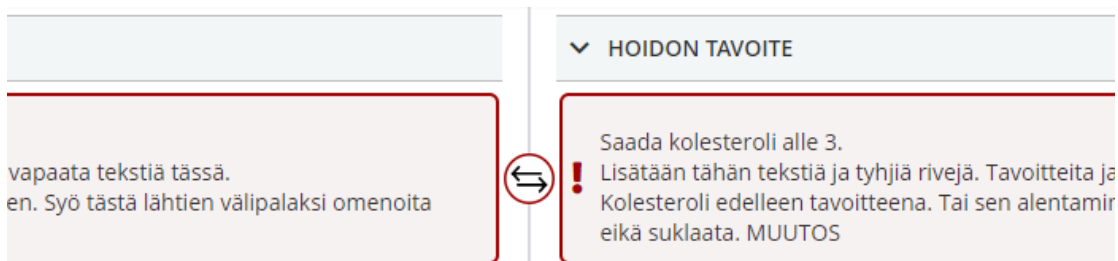 HOIDON TAVOITE
vapaata tekstiä tässä.
en. Syö tästä lähtien välipalaksi omenoita
Saada kolesteroli alle 3.
Lisätään tähän tekstiä ja tyhjiä rivejä. Tavoitteita ja
Kolesteroli edelleen tavoitteena. Tai sen alentamin
eikä suklaata. MUUTOS